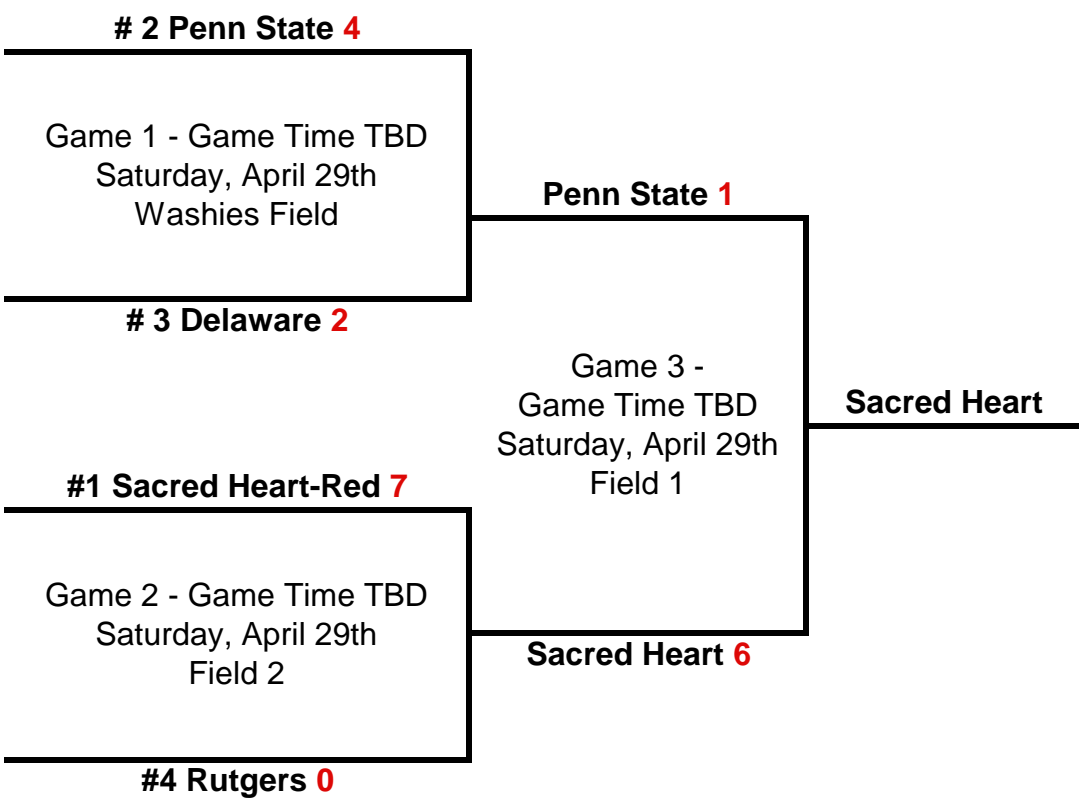 # 2 Penn State 4
Game 1 - Game Time TBD
Saturday, April 29th
Washies Field
# 3 Delaware 2
Penn State 1
Game 3 -
Game Time TBD
Saturday, April 29th
Field 1
Sacred Heart
#1 Sacred Heart-Red 7
Game 2 - Game Time TBD
Saturday, April 29th
Field 2
#4 Rutgers 0
Sacred Heart 6